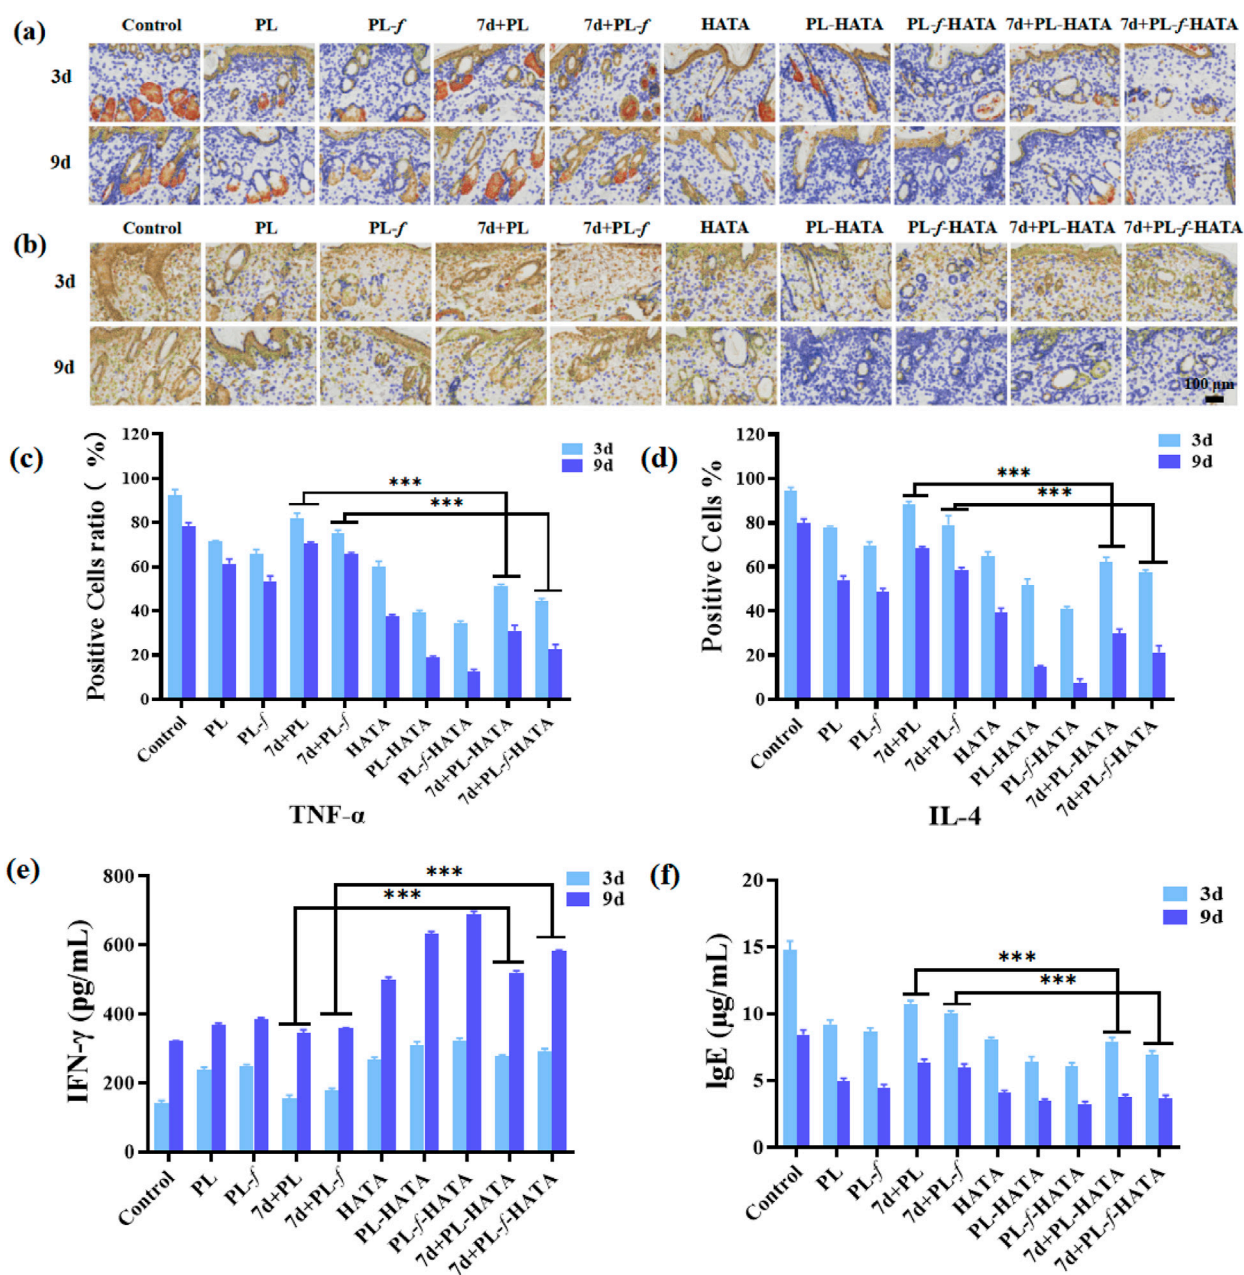 (a) Control PL PL-f 7d+PL 7d+PL-f HATA PL-HATA PL-f-HATA 7d+PL-HATA 7d+PL-f-HATA
3d
9d
(b) Control PL PL-f 7d+PL 7d+PL-f HATA PL-HATA PL-f-HATA 7d+PL-HATA 7d+PL-f-HATA
3d
9d
100 μm
(c)
Positive Cells ratio ( %)
120
100
80
60
40
20
0
3d
9d
***
***
Control PL PL-f 7d+PL 7d+PL-f HATA PL-HATA PL-f-HATA 7d+PL-HATA 7d+PL-f-HATA
TNF-α
(d)
Positive Cells %
120
100
80
60
40
20
0
3d
9d
***
***
Control PL PL-f 7d+PL 7d+PL-f HATA PL-HATA PL-f-HATA 7d+PL-HATA 7d+PL-f-HATA
IL-4
(e)
IFN-γ (pg/mL)
800
600
400
200
0
3d
9d
***
***
Control PL PL-f 7d+PL 7d+PL-f HATA PL-HATA PL-f-HATA 7d+PL-HATA 7d+PL-f-HATA
(f)
lgE (μg/mL)
20
15
10
5
0
3d
9d
***
***
Control PL PL-f 7d+PL 7d+PL-f HATA PL-HATA PL-f-HATA 7d+PL-HATA 7d+PL-f-HATA